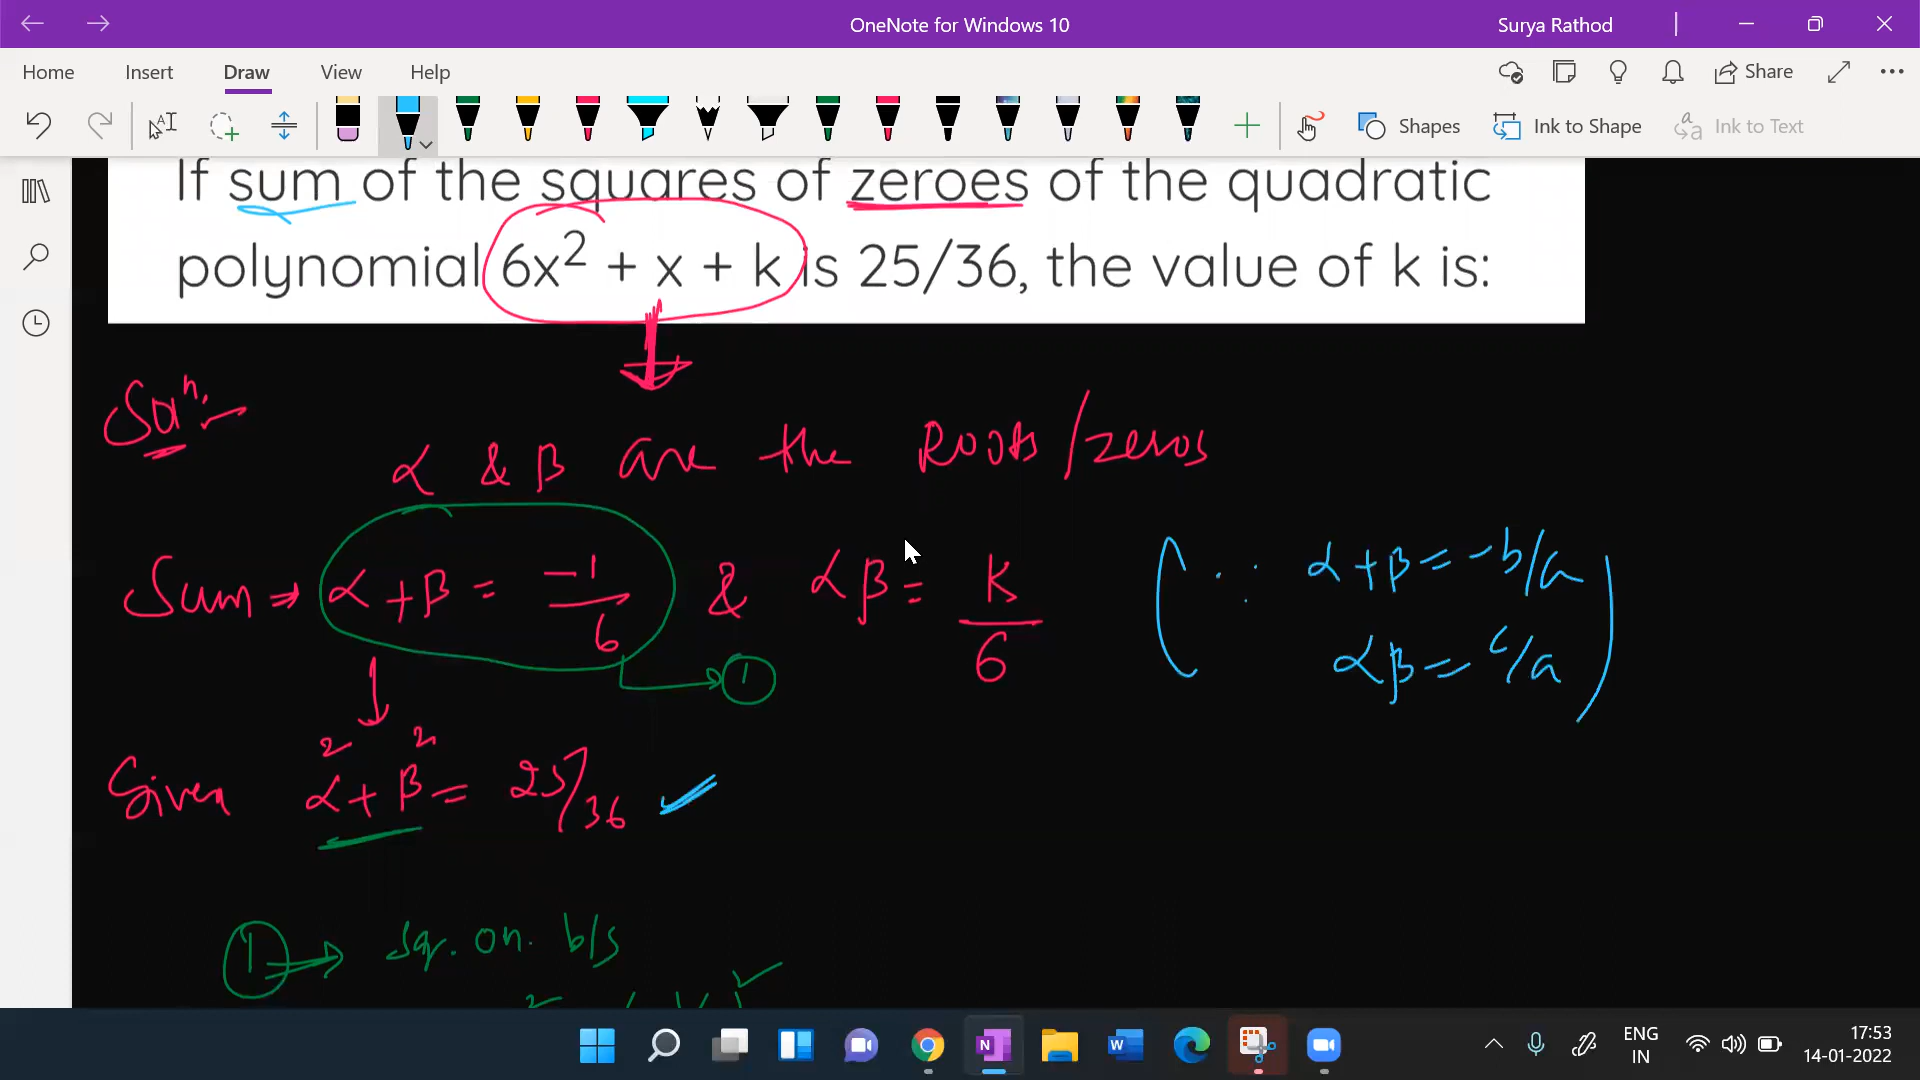 OneNote for Windows 10
Surya Rathod
Home Insert Draw View Help
Share
Shapes Ink to Shape Ink to Text
If sum of the squares of zeroes of the quadratic
polynomial 6x² + x + k is 25/36, the value of k is:
Solⁿ:-
α & β are the Roots/zeros
Sum ⇒ α + β = -1/6 & αβ = K/6 (∵ α + β = -b/a
αβ = c/a)
①
Given α² + β² = 25/36
① → Sqr. on. b/s
ENG
IN
17:53
14-01-2022